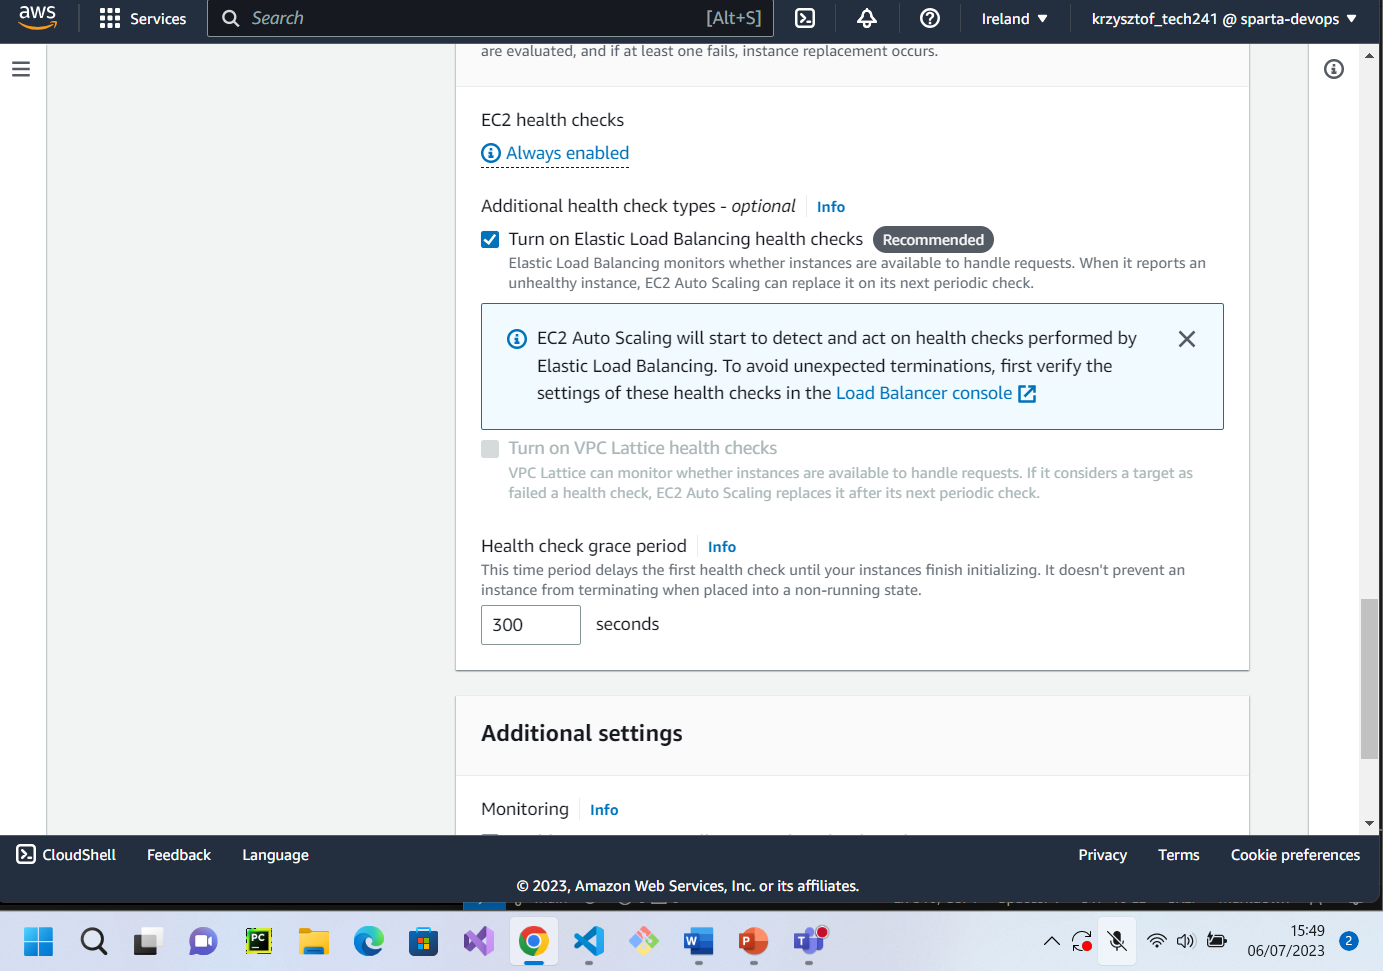 aws
Services
Search
[Alt+S]
Ireland
krzysztof_tech241 @ sparta-devops
are evaluated, and if at least one fails, instance replacement occurs.
EC2 health checks
Always enabled
Additional health check types - optional
Info
Turn on Elastic Load Balancing health checks
Recommended
Elastic Load Balancing monitors whether instances are available to handle requests. When it reports an
unhealthy instance, EC2 Auto Scaling can replace it on its next periodic check.
EC2 Auto Scaling will start to detect and act on health checks performed by
Elastic Load Balancing. To avoid unexpected terminations, first verify the
settings of these health checks in the Load Balancer console
Turn on VPC Lattice health checks
VPC Lattice can monitor whether instances are available to handle requests. If it considers a target as
failed a health check, EC2 Auto Scaling replaces it after its next periodic check.
Health check grace period
Info
This time period delays the first health check until your instances finish initializing. It doesn't prevent an
instance from terminating when placed into a non-running state.
300
seconds
Additional settings
Monitoring
Info
CloudShell
Feedback
Language
Privacy
Terms
Cookie preferences
© 2023, Amazon Web Services, Inc. or its affiliates.
PC
W
P
T
15:49
06/07/2023
2